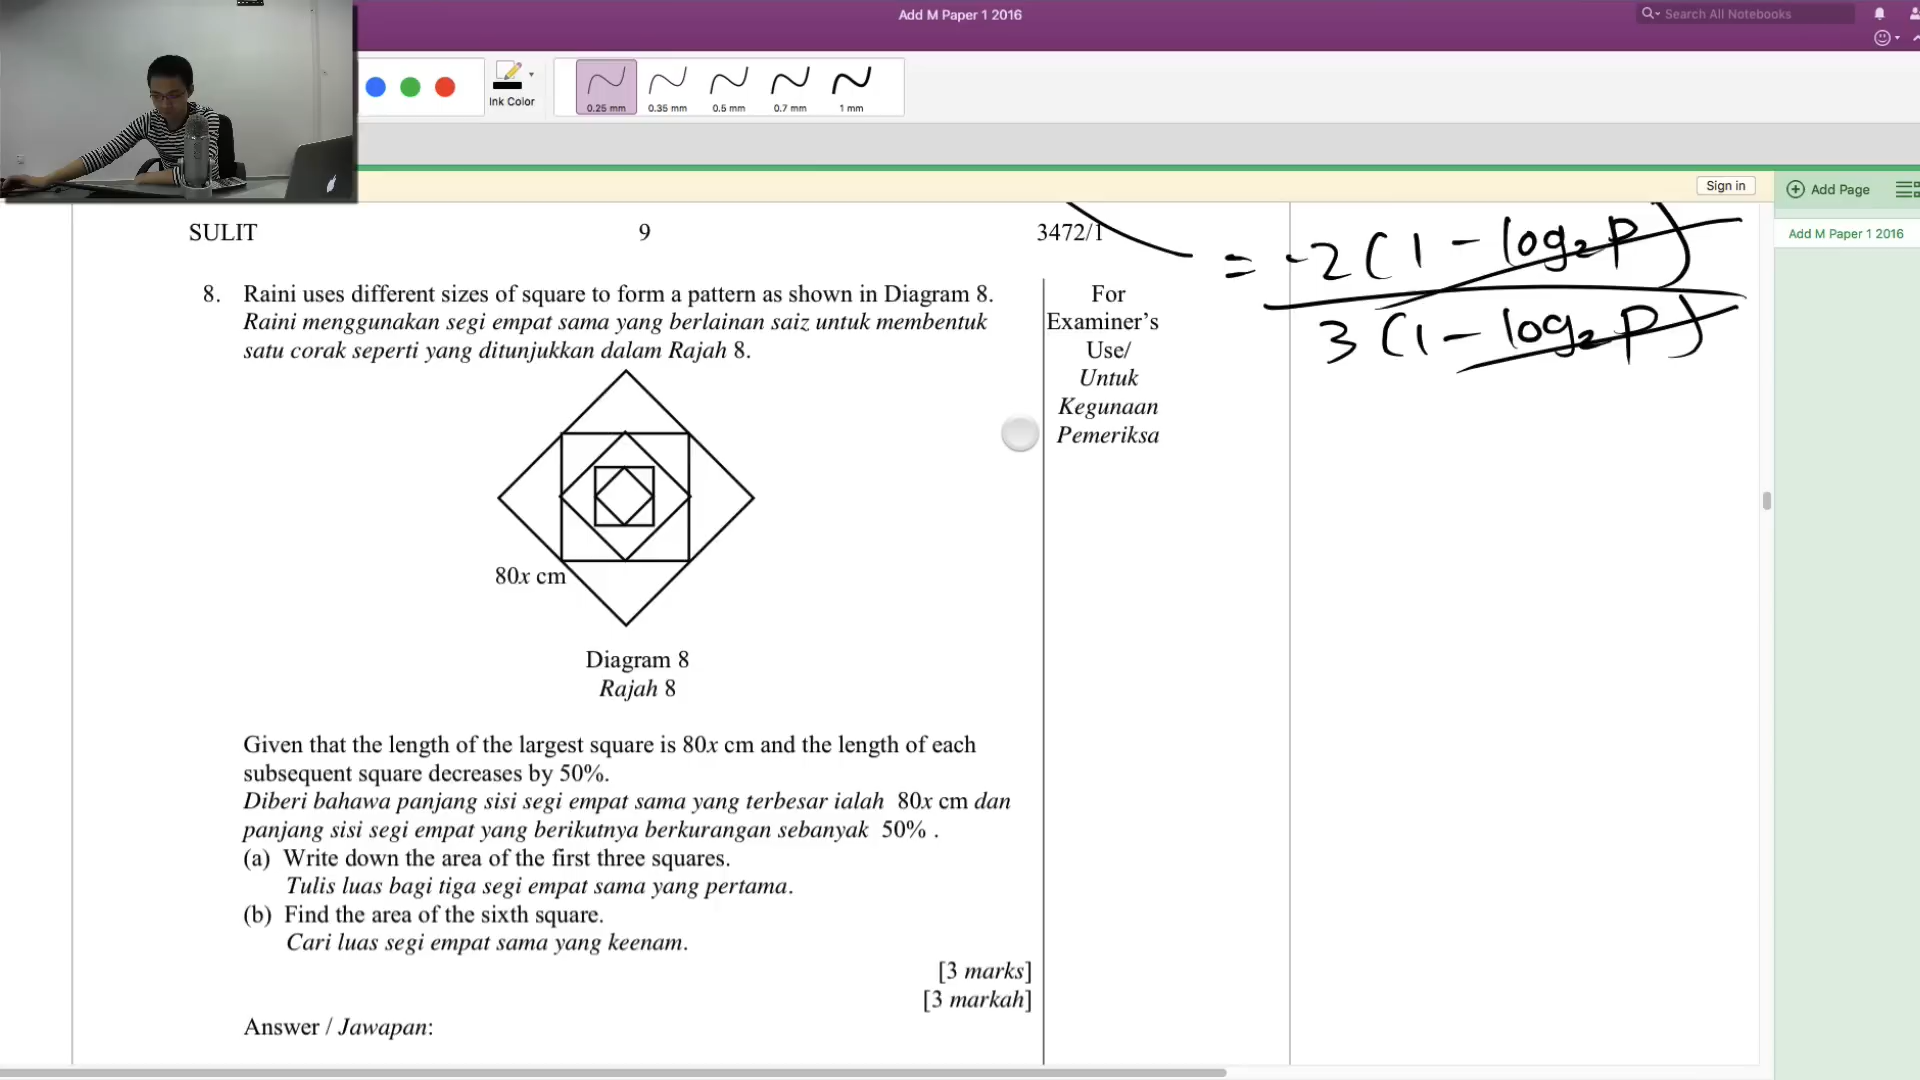 Add M Paper 1 2016
Search All Notebooks
Ink Color
0.25 mm
0.35 mm
0.5 mm
0.7 mm
1 mm
Sign in
Add Page
Add M Paper 1 2016
SULIT 9 3472/1
8. Raini uses different sizes of square to form a pattern as shown in Diagram 8.
Raini menggunakan segi empat sama yang berlainan saiz untuk membentuk
satu corak seperti yang ditunjukkan dalam Rajah 8.
80x cm
Diagram 8
Rajah 8
Given that the length of the largest square is 80x cm and the length of each
subsequent square decreases by 50%.
Diberi bahawa panjang sisi segi empat sama yang terbesar ialah 80x cm dan
panjang sisi segi empat yang berikutnya berkurangan sebanyak 50% .
(a) Write down the area of the first three squares.
Tulis luas bagi tiga segi empat sama yang pertama.
(b) Find the area of the sixth square.
Cari luas segi empat sama yang keenam.
[3 marks]
[3 markah]
Answer / Jawapan:
For
Examiner's
Use/
Untuk
Kegunaan
Pemeriksa
= -2(1 - log₂ P)
3(1 - log₂ P)